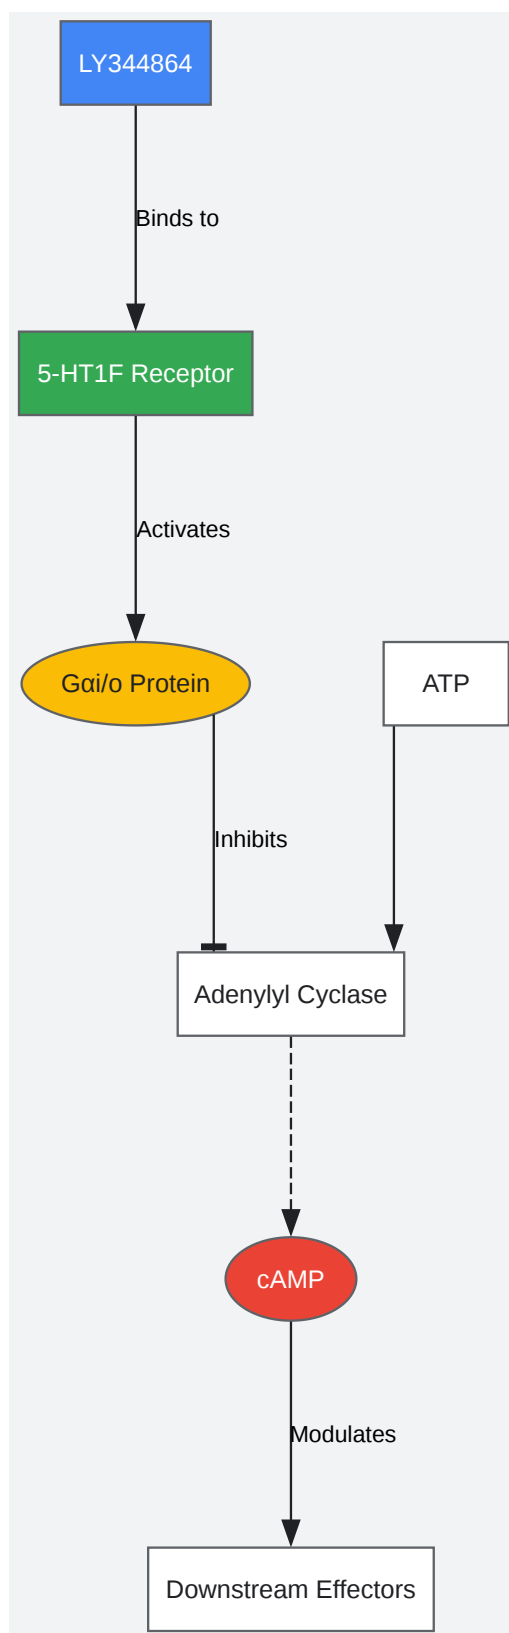 LY344864
Binds to
5-HT1F Receptor
Activates
Gαi/o Protein
ATP
Inhibits
Adenylyl Cyclase
cAMP
Modulates
Downstream Effectors